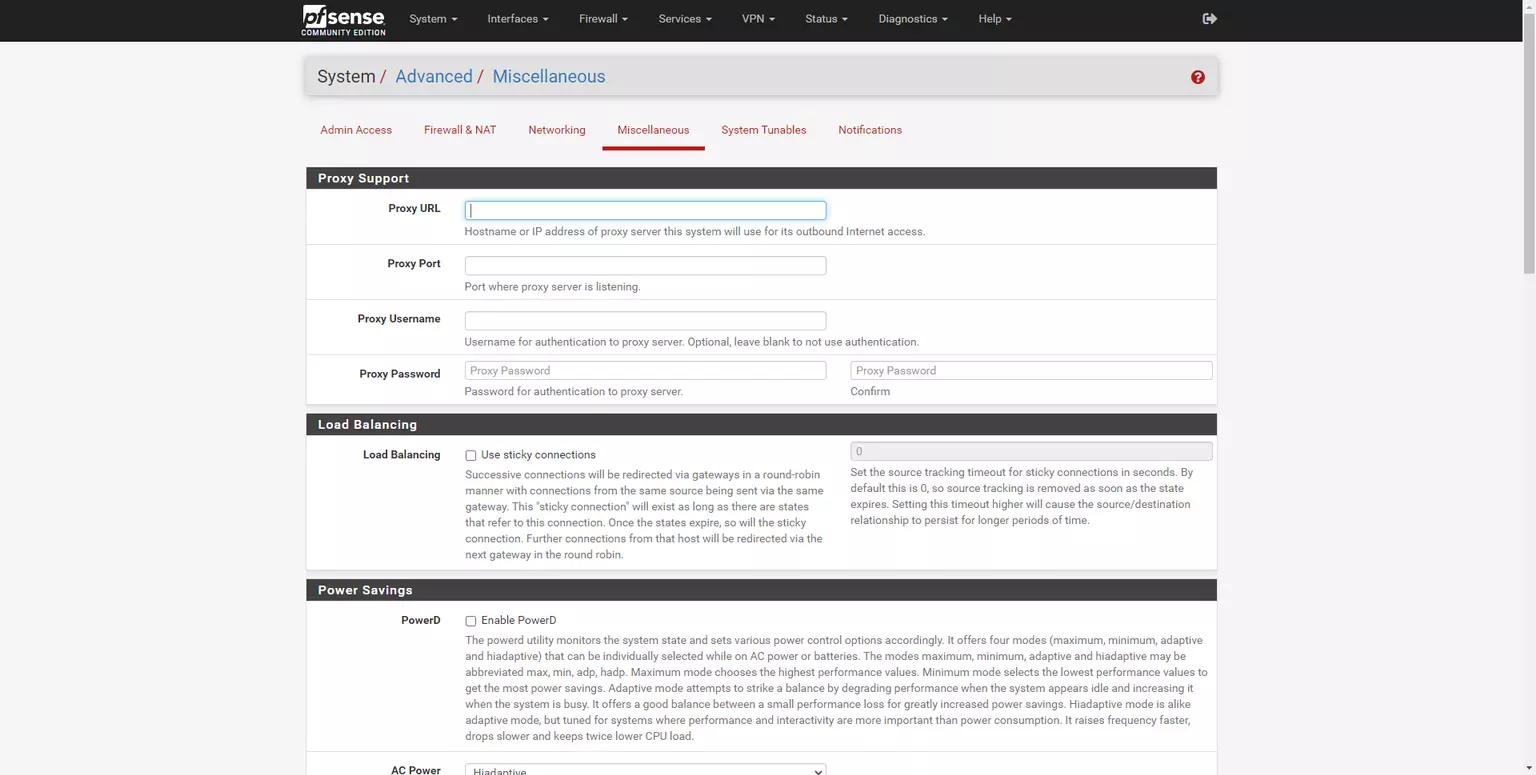 pfsense
COMMUNITY EDITION
System
Interfaces
Firewall
Services
VPN
Status
Diagnostics
Help
System / Advanced / Miscellaneous
?
Admin Access
Firewall & NAT
Networking
Miscellaneous
System Tunables
Notifications
Proxy Support
Proxy URL
Hostname or IP address of proxy server this system will use for its outbound Internet access.
Proxy Port
Port where proxy server is listening.
Proxy Username
Username for authentication to proxy server. Optional, leave blank to not use authentication.
Proxy Password
Proxy Password
Password for authentication to proxy server.
Proxy Password
Confirm
Load Balancing
Load Balancing
Use sticky connections
Successive connections will be redirected via gateways in a round-robin
manner with connections from the same source being sent via the same
gateway. This "sticky connection" will exist as long as there are states
that refer to this connection. Once the states expire, so will the sticky
connection. Further connections from that host will be redirected via the
next gateway in the round robin.
0
Set the source tracking timeout for sticky connections in seconds. By
default this is 0, so source tracking is removed as soon as the state
expires. Setting this timeout higher will cause the source/destination
relationship to persist for longer periods of time.
Power Savings
PowerD
Enable PowerD
The powerd utility monitors the system state and sets various power control options accordingly. It offers four modes (maximum, minimum, adaptive
and hiadaptive) that can be individually selected while on AC power or batteries. The modes maximum, minimum, adaptive and hiadaptive may be
abbreviated max, min, adp, hadp. Maximum mode chooses the highest performance values. Minimum mode selects the lowest performance values to
get the most power savings. Adaptive mode attempts to strike a balance by degrading performance when the system appears idle and increasing it
when the system is busy. It offers a good balance between a small performance loss for greatly increased power savings. Hiadaptive mode is alike
adaptive mode, but tuned for systems where performance and interactivity are more important than power consumption. It raises frequency faster,
drops slower and keeps twice lower CPU load.
AC Power
Hiadaptive